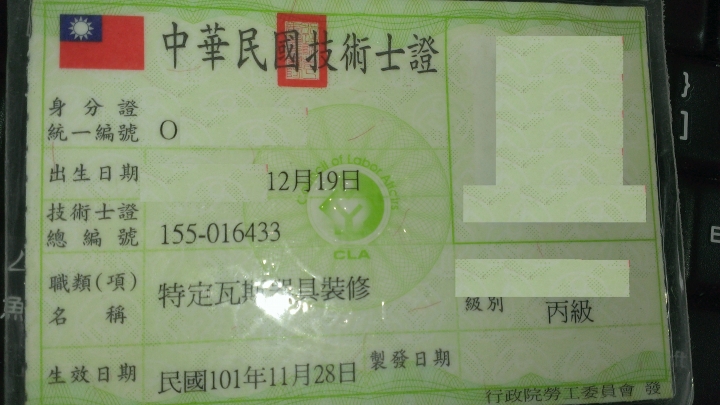 中華民國技術士證
身分證
統一編號 O
出生日期 12月19日
技術士證
總編號 155-016433
職類(項)
名稱 特定瓦斯器具裝修
級別 丙級
生效日期 民國101年11月28日 製發日期
行政院勞工委員會 發
CLA